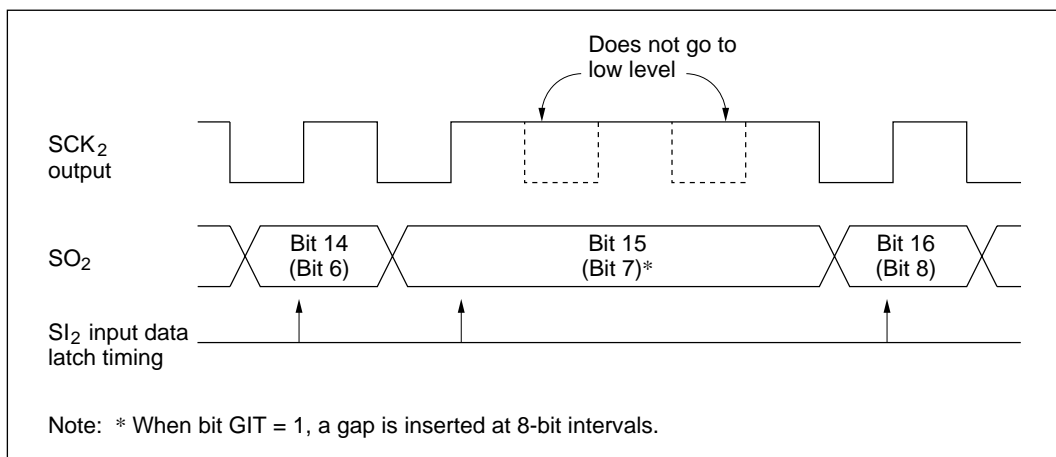 Does not go to
low level
SCK2
output
SO2
Bit 14
(Bit 6)
Bit 15
(Bit 7)*
Bit 16
(Bit 8)
SI2 input data
latch timing
Note: * When bit GIT = 1, a gap is inserted at 8-bit intervals.